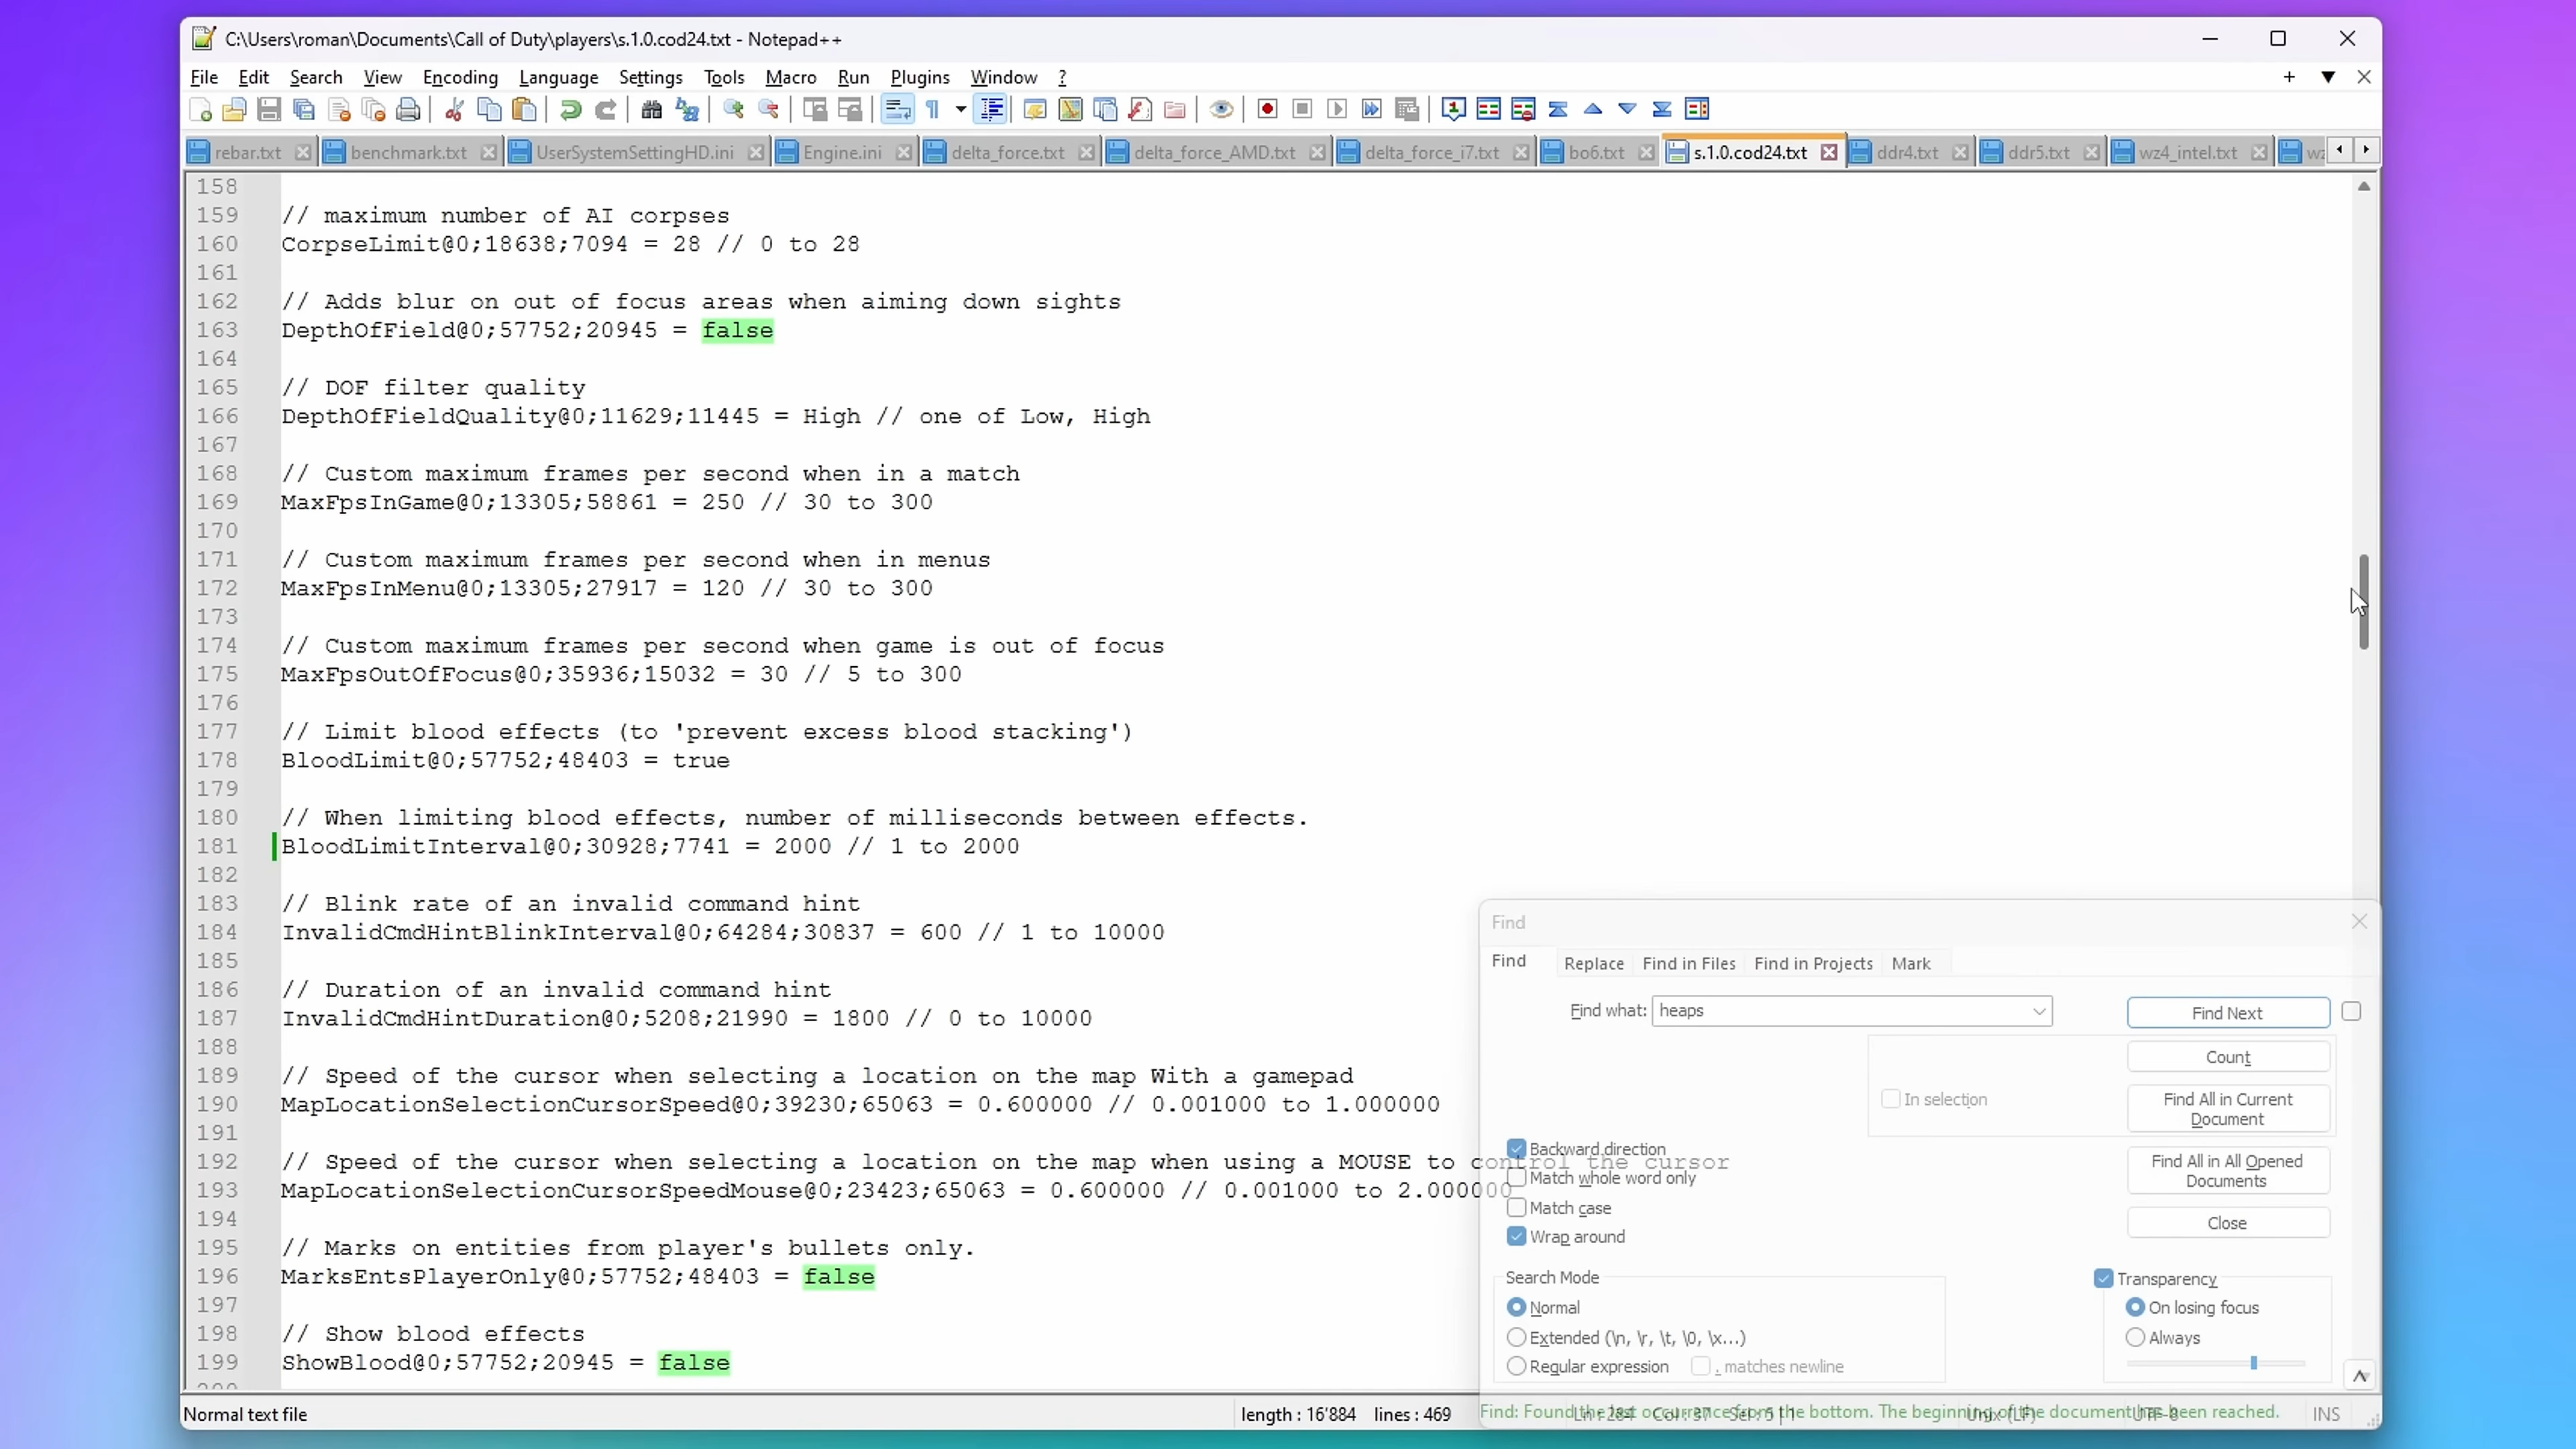 C:\Users\roman\Documents\Call of Duty\players\s.1.0.cod24.txt - Notepad++
File Edit Search View Encoding Language Settings Tools Macro Run Plugins Window ?
rebar.txt benchmark.txt UserSystemSettingHD.ini Engine.ini delta_force.txt delta_force_AMD.txt delta_force_i7.txt bo6.txt s.1.0.cod24.txt ddr4.txt ddr5.txt wz4_intel.txt
158
159 // maximum number of AI corpses
160 CorpseLimit@0;18638;7094 = 28 // 0 to 28
161
162 // Adds blur on out of focus areas when aiming down sights
163 DepthOfField@0;57752;20945 = false
164
165 // DOF filter quality
166 DepthOfFieldQuality@0;11629;11445 = High // one of Low, High
167
168 // Custom maximum frames per second when in a match
169 MaxFpsInGame@0;13305;58861 = 250 // 30 to 300
170
171 // Custom maximum frames per second when in menus
172 MaxFpsInMenu@0;13305;27917 = 120 // 30 to 300
173
174 // Custom maximum frames per second when game is out of focus
175 MaxFpsOutOfFocus@0;35936;15032 = 30 // 5 to 300
176
177 // Limit blood effects (to 'prevent excess blood stacking')
178 BloodLimit@0;57752;48403 = true
179
180 // When limiting blood effects, number of milliseconds between effects.
181 BloodLimitInterval@0;30928;7741 = 2000 // 1 to 2000
182
183 // Blink rate of an invalid command hint
184 InvalidCmdHintBlinkInterval@0;64284;30837 = 600 // 1 to 10000
185
186 // Duration of an invalid command hint
187 InvalidCmdHintDuration@0;5208;21990 = 1800 // 0 to 10000
188
189 // Speed of the cursor when selecting a location on the map With a gamepad
190 MapLocationSelectionCursorSpeed@0;39230;65063 = 0.600000 // 0.001000 to 1.000000
191
192 // Speed of the cursor when selecting a location on the map when using a MOUSE to control the cursor
193 MapLocationSelectionCursorSpeedMouse@0;23423;65063 = 0.600000 // 0.001000 to 2.000000
194
195 // Marks on entities from player's bullets only.
196 MarksEntsPlayerOnly@0;57752;48403 = false
197
198 // Show blood effects
199 ShowBlood@0;57752;20945 = false
Find
Find Replace Find in Files Find in Projects Mark
Find what: heaps
Find Next
Count
In selection
Find All in Current
Document
Backward direction
Match whole word only
Find All in All Opened
Documents
Match case
Close
Wrap around
Search Mode
Transparency
Normal
On losing focus
Extended (\n, \r, \t, \0, \x...)
Always
Regular expression
. matches newline
Normal text file
length : 16'884 lines : 469
Find: Found the 1st occurrence from the bottom. The beginning of the document has been reached.
INS